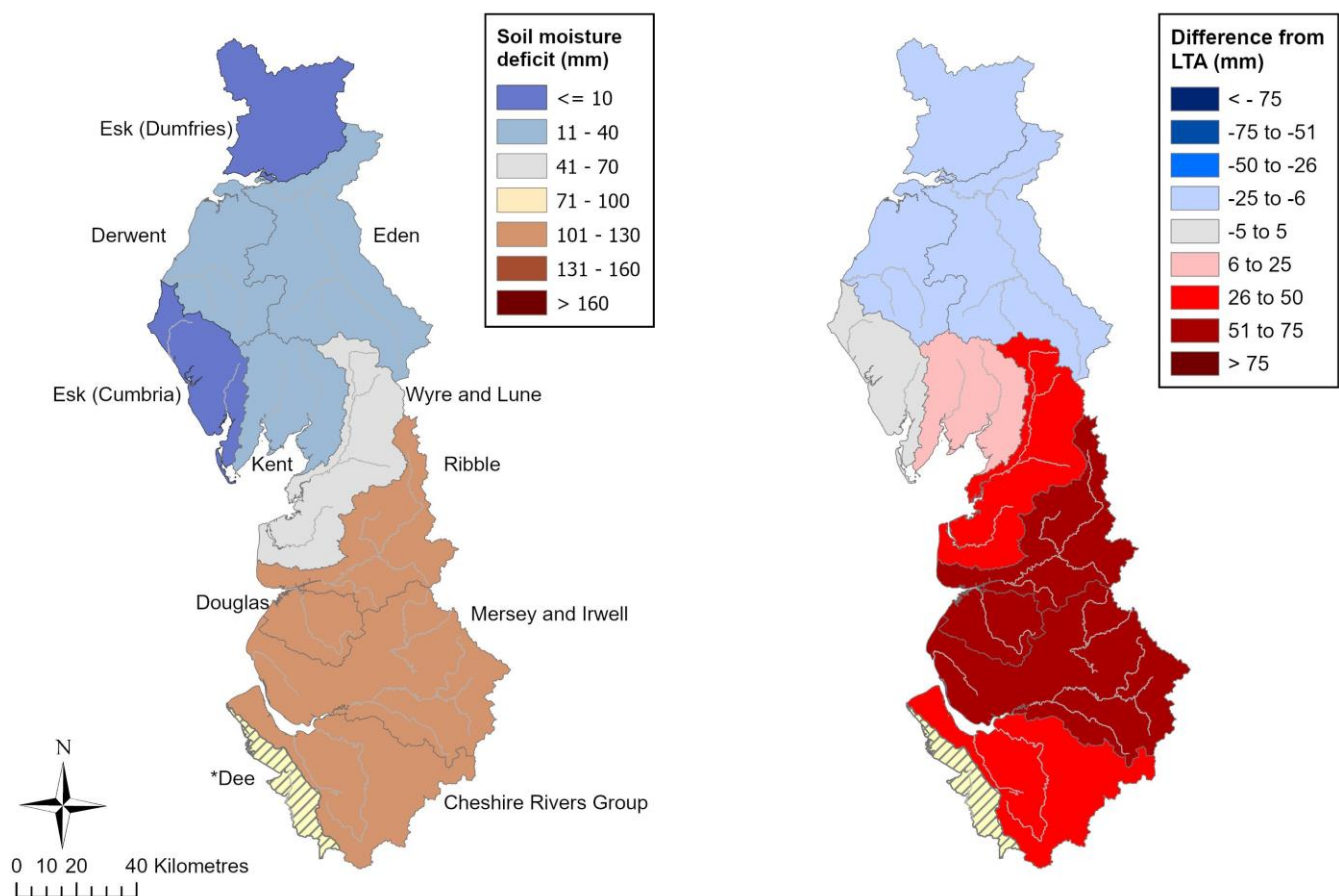 Soil moisture
deficit (mm)
<= 10
11 - 40
41 - 70
71 - 100
101 - 130
131 - 160
> 160
Esk (Dumfries)
Derwent
Eden
Esk (Cumbria)
Wyre and Lune
Kent
Ribble
Douglas
Mersey and Irwell
*Dee
Cheshire Rivers Group
N
0 10 20 40 Kilometres
Difference from
LTA (mm)
< - 75
-75 to -51
-50 to -26
-25 to -6
-5 to 5
6 to 25
26 to 50
51 to 75
> 75